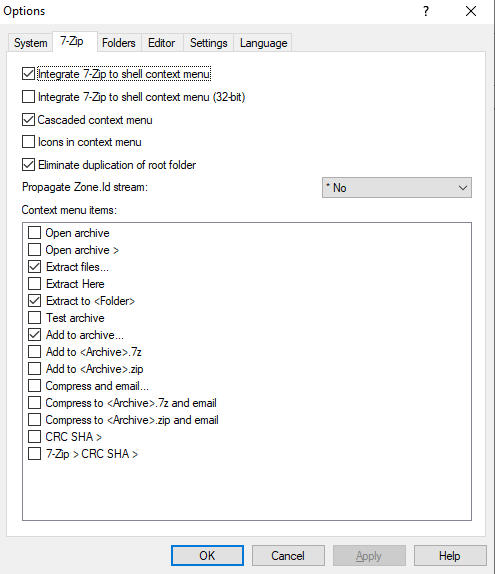 Options
?
System 7-Zip Folders Editor Settings Language
Integrate 7-Zip to shell context menu
Integrate 7-Zip to shell context menu (32-bit)
Cascaded context menu
Icons in context menu
Eliminate duplication of root folder
Propagate Zone.Id stream: * No
Context menu items:
Open archive
Open archive >
Extract files...
Extract Here
Extract to <Folder>
Test archive
Add to archive...
Add to <Archive>.7z
Add to <Archive>.zip
Compress and email...
Compress to <Archive>.7z and email
Compress to <Archive>.zip and email
CRC SHA >
7-Zip > CRC SHA >
OK Cancel Apply Help